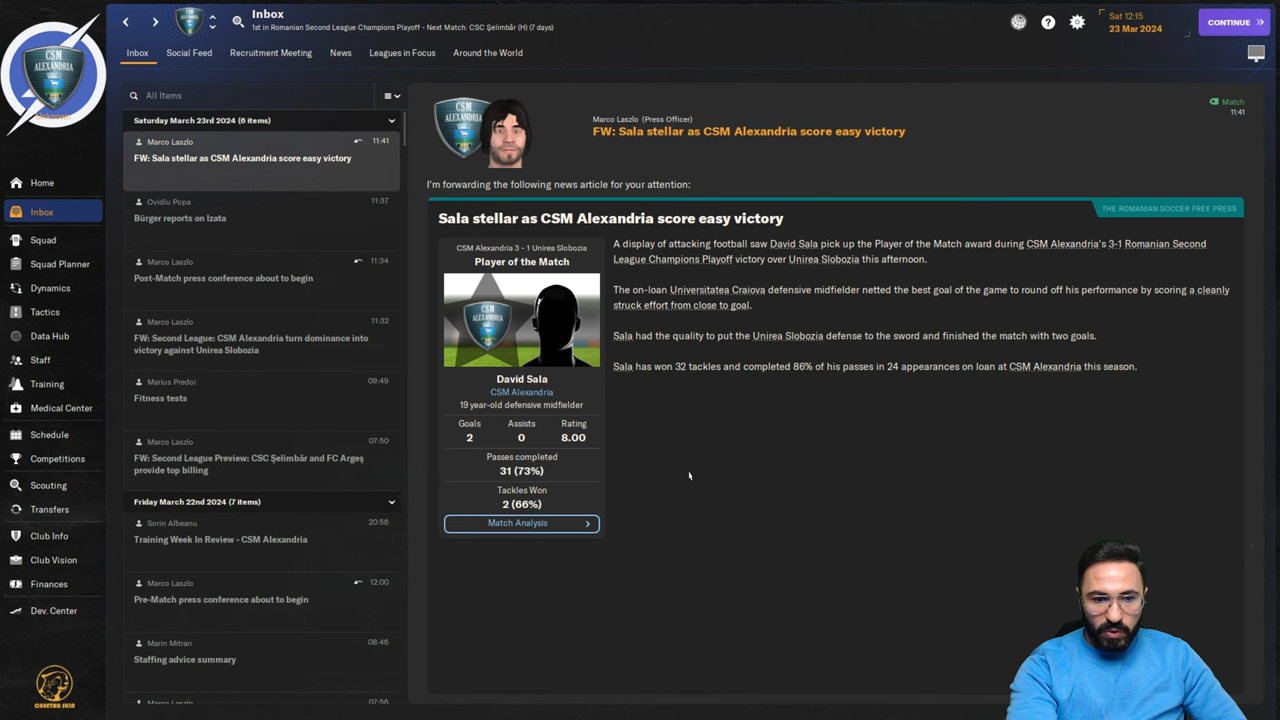 Inbox
1st in Romanian Second League Champions Playoff - Next Match: CSC Şelimbăr (H) (7 days)
Sat 12:15
23 Mar 2024
CONTINUE
Inbox
Social Feed
Recruitment Meeting
News
Leagues in Focus
Around the World
CSM
ALEXANDRIA
Home
Inbox
Squad
Squad Planner
Dynamics
Tactics
Data Hub
Staff
Training
Medical Center
Schedule
Competitions
Scouting
Transfers
Club Info
Club Vision
Finances
Dev. Center
CHEETAH SKIN
All Items
Saturday March 23rd 2024 (6 items)
Marco Laszlo
11:41
FW: Sala stellar as CSM Alexandria score easy victory
Ovidiu Popa
11:37
Bürger reports on Izata
Marco Laszlo
11:34
Post-Match press conference about to begin
Marco Laszlo
11:32
FW: Second League: CSM Alexandria turn dominance into
victory against Unirea Slobozia
Marius Predoi
09:49
Fitness tests
Marco Laszlo
07:50
FW: Second League Preview: CSC Şelimbăr and FC Argeş
provide top billing
Friday March 22nd 2024 (7 items)
Sorin Albeanu
20:56
Training Week In Review - CSM Alexandria
Marco Laszlo
12:00
Pre-Match press conference about to begin
Marin Mitran
08:46
Staffing advice summary
Marco Laszlo
07:56
CSM
ALEXANDRIA
Marco Laszlo (Press Officer)
FW: Sala stellar as CSM Alexandria score easy victory
Match
11:41
I'm forwarding the following news article for your attention:
THE ROMANIAN SOCCER FREE PRESS
Sala stellar as CSM Alexandria score easy victory
CSM Alexandria 3 - 1 Unirea Slobozia
Player of the Match
CSM
ALEXANDRIA
David Sala
CSM Alexandria
19 year-old defensive midfielder
Goals
Assists
Rating
2
0
8.00
Passes completed
31 (73%)
Tackles Won
2 (66%)
Match Analysis
A display of attacking football saw David Sala pick up the Player of the Match award during CSM Alexandria's 3-1 Romanian Second
League Champions Playoff victory over Unirea Slobozia this afternoon.
The on-loan Universitatea Craiova defensive midfielder netted the best goal of the game to round off his performance by scoring a cleanly
struck effort from close to goal.
Sala had the quality to put the Unirea Slobozia defense to the sword and finished the match with two goals.
Sala has won 32 tackles and completed 86% of his passes in 24 appearances on loan at CSM Alexandria this season.